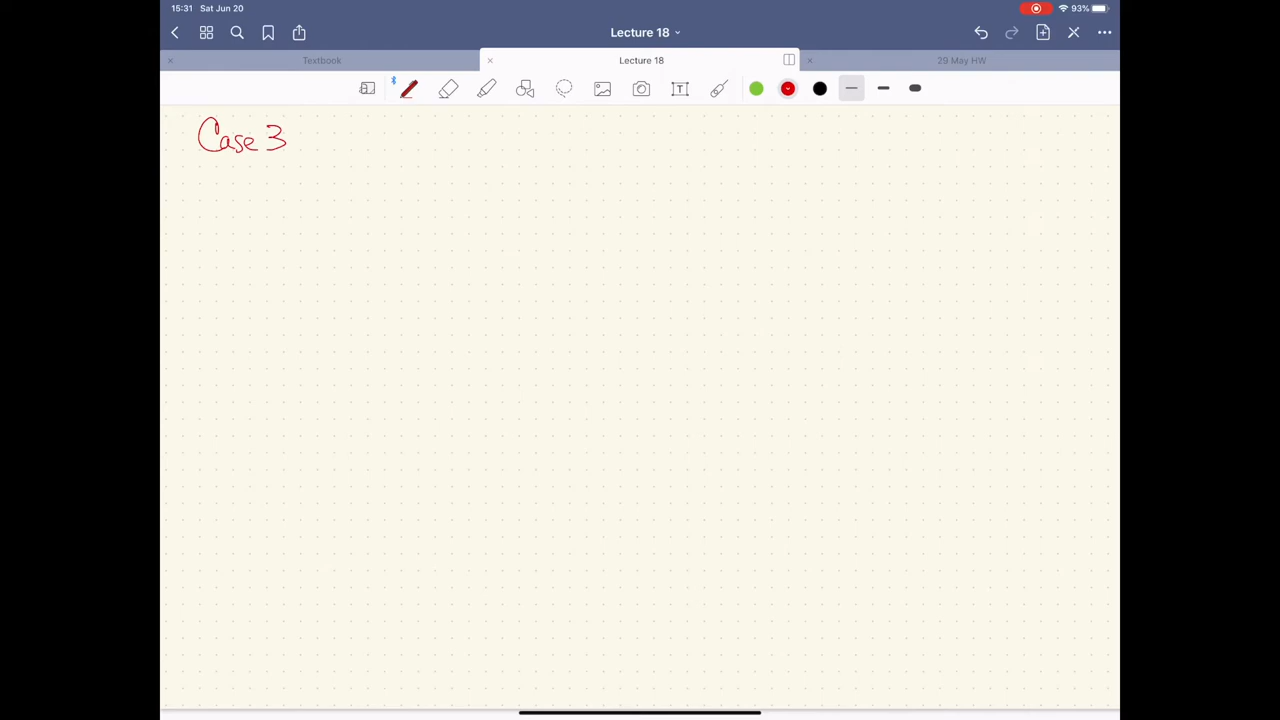 15:31 Sat Jun 20 93%
Lecture 18
Textbook Lecture 18 29 May HW
T
Case 3